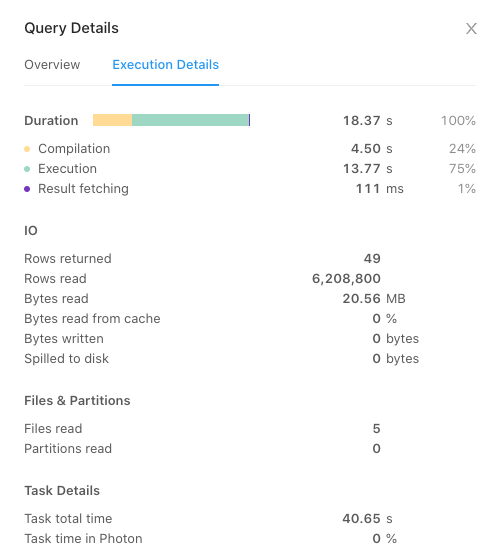 Query Details X
Overview Execution Details
Duration 18.37 s 100%
Compilation 4.50 s 24%
Execution 13.77 s 75%
Result fetching 111 ms 1%
IO
Rows returned 49
Rows read 6,208,800
Bytes read 20.56 MB
Bytes read from cache 0 %
Bytes written 0 bytes
Spilled to disk 0 bytes
Files & Partitions
Files read 5
Partitions read 0
Task Details
Task total time 40.65 s
Task time in Photon 0 %